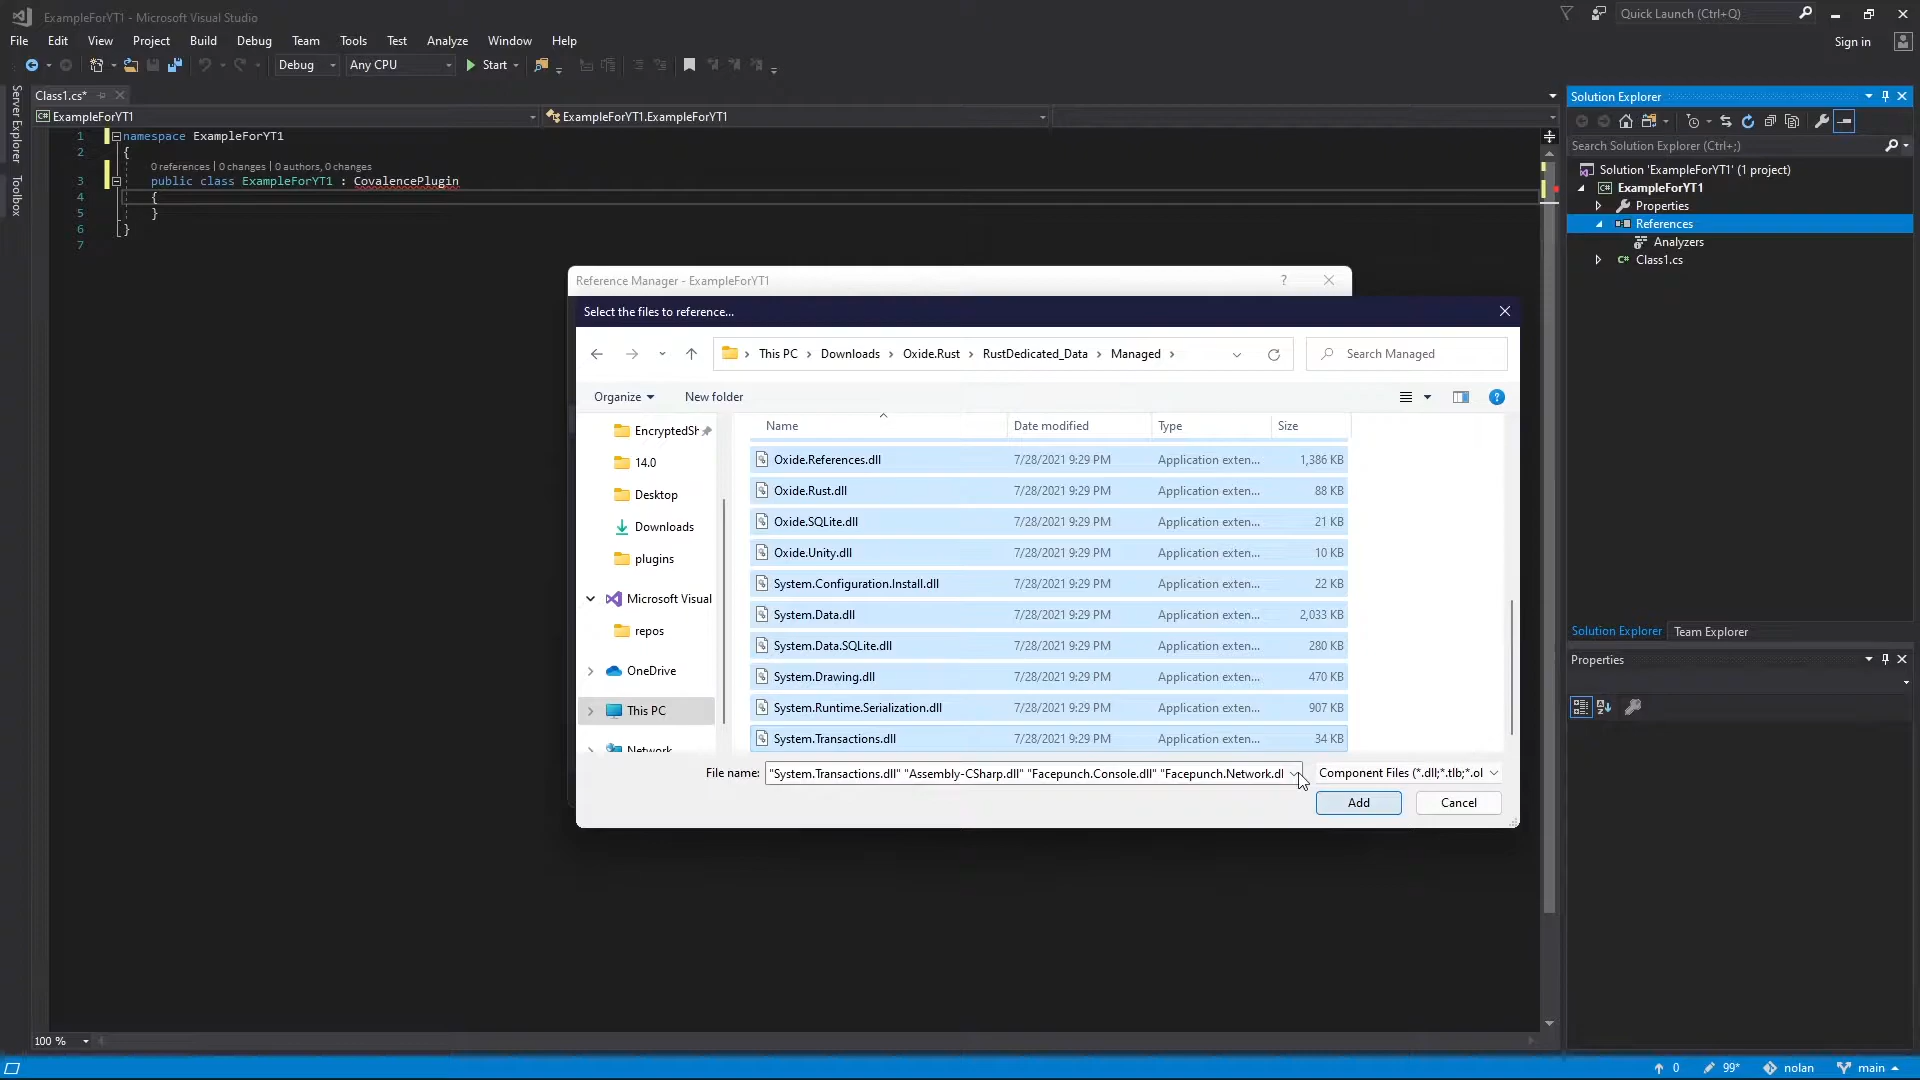 ExampleForYT1 - Microsoft Visual Studio
Quick Launch (Ctrl+Q)
File Edit View Project Build Debug Team Tools Test Analyze Window Help
Sign in
Debug Any CPU Start
Server Explorer
Toolbox
Class1.cs*
ExampleForYT1
ExampleForYT1.ExampleForYT1
1 namespace ExampleForYT1
2 {
0 references | 0 changes | 0 authors, 0 changes
3 public class ExampleForYT1 : CovalencePlugin
4 {
5 }
6 }
7
Solution Explorer
Search Solution Explorer (Ctrl+;)
Solution 'ExampleForYT1' (1 project)
ExampleForYT1
Properties
References
Analyzers
Class1.cs
Solution Explorer Team Explorer
Properties
Reference Manager - ExampleForYT1
Select the files to reference...
This PC > Downloads > Oxide.Rust > RustDedicated_Data > Managed >
Search Managed
Organize New folder
EncryptedSh
14.0
Desktop
Downloads
plugins
Microsoft Visual
repos
OneDrive
This PC
Network
Name Date modified Type Size
Oxide.References.dll 7/28/2021 9:29 PM Application exten... 1,386 KB
Oxide.Rust.dll 7/28/2021 9:29 PM Application exten... 88 KB
Oxide.SQLite.dll 7/28/2021 9:29 PM Application exten... 21 KB
Oxide.Unity.dll 7/28/2021 9:29 PM Application exten... 10 KB
System.Configuration.Install.dll 7/28/2021 9:29 PM Application exten... 22 KB
System.Data.dll 7/28/2021 9:29 PM Application exten... 2,033 KB
System.Data.SQLite.dll 7/28/2021 9:29 PM Application exten... 280 KB
System.Drawing.dll 7/28/2021 9:29 PM Application exten... 470 KB
System.Runtime.Serialization.dll 7/28/2021 9:29 PM Application exten... 907 KB
System.Transactions.dll 7/28/2021 9:29 PM Application exten... 34 KB
File name: "System.Transactions.dll" "Assembly-CSharp.dll" "Facepunch.Console.dll" "Facepunch.Network.dl
Component Files (*.dll;*.tlb;*.ol
Add Cancel
100 %
0 99* nolan main